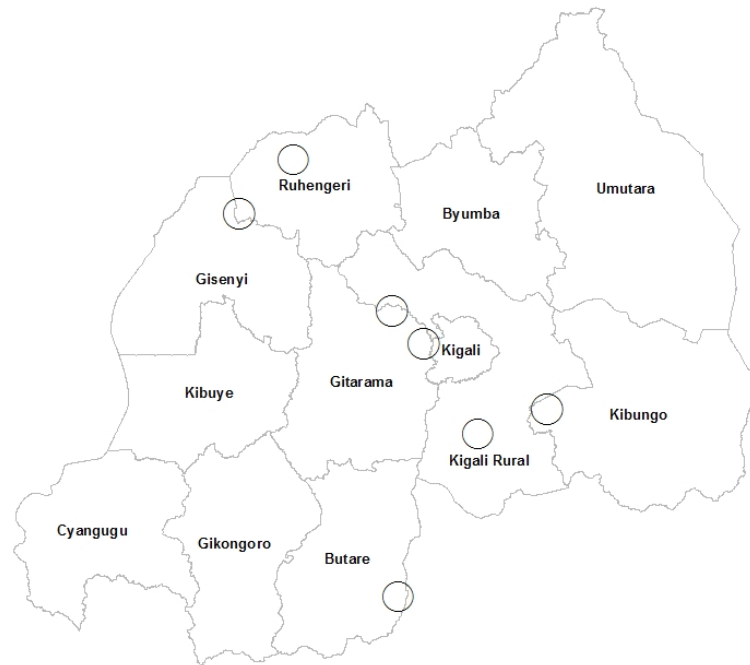 Ruhengeri
Umutara
Byumba
Gisenyi
Kigali
Gitarama
Kibuye
Kibungo
Kigali Rural
Cyangugu
Gikongoro
Butare